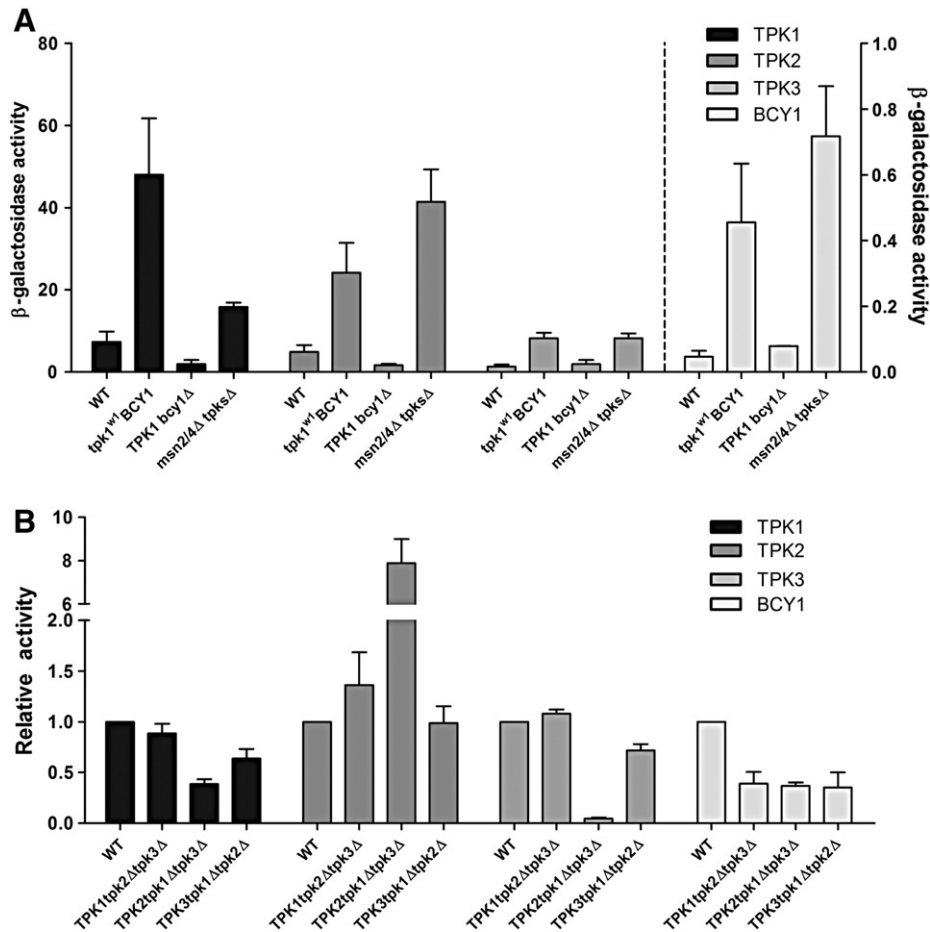 A
β-galactosidase activity
80
60
40
20
0
TPK1
TPK2
TPK3
BCY1
1.0
0.8
0.6
0.4
0.2
0.0
β-galactosidase activity
WT
tpk1ʷ¹ BCY1
TPK1 bcy1Δ
msn2/4Δ tpksΔ
WT
tpk1ʷ¹ BCY1
TPK1 bcy1Δ
msn2/4Δ tpksΔ
WT
tpk1ʷ¹ BCY1
TPK1 bcy1Δ
msn2/4Δ tpksΔ
WT
tpk1ʷ¹ BCY1
TPK1 bcy1Δ
msn2/4Δ tpksΔ
B
Relative activity
10
8
6
2.0
1.5
1.0
0.5
0.0
TPK1
TPK2
TPK3
BCY1
WT
TPK1tpk2Δtpk3Δ
TPK2tpk1Δtpk3Δ
TPK3tpk1Δtpk2Δ
WT
TPK1tpk2Δtpk3Δ
TPK2tpk1Δtpk3Δ
TPK3tpk1Δtpk2Δ
WT
TPK1tpk2Δtpk3Δ
TPK2tpk1Δtpk3Δ
TPK3tpk1Δtpk2Δ
WT
TPK1tpk2Δtpk3Δ
TPK2tpk1Δtpk3Δ
TPK3tpk1Δtpk2Δ